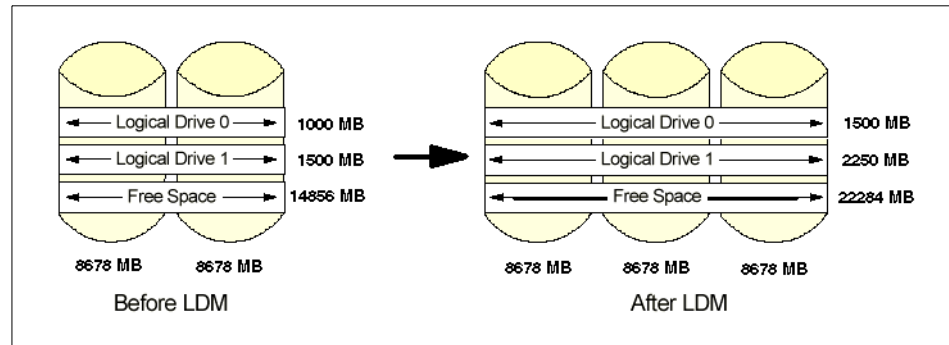 Logical Drive 0 1000 MB
Logical Drive 1 1500 MB
Free Space 14856 MB
8678 MB 8678 MB
Before LDM
Logical Drive 0 1500 MB
Logical Drive 1 2250 MB
Free Space 22284 MB
8678 MB 8678 MB 8678 MB
After LDM